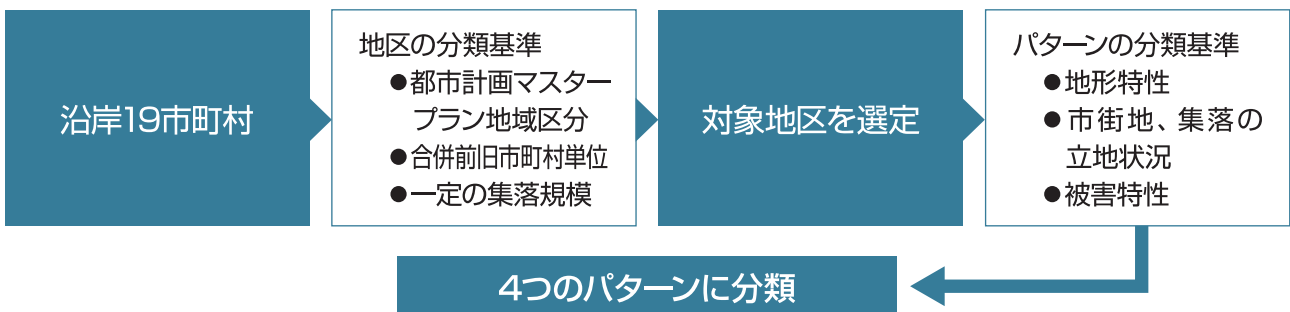 沿岸19市町村
地区の分類基準
●都市計画マスター
プラン地域区分
●合併前旧市町村単位
●一定の集落規模
対象地区を選定
パターンの分類基準
●地形特性
●市街地、集落の
立地状況
●被害特性
4つのパターンに分類